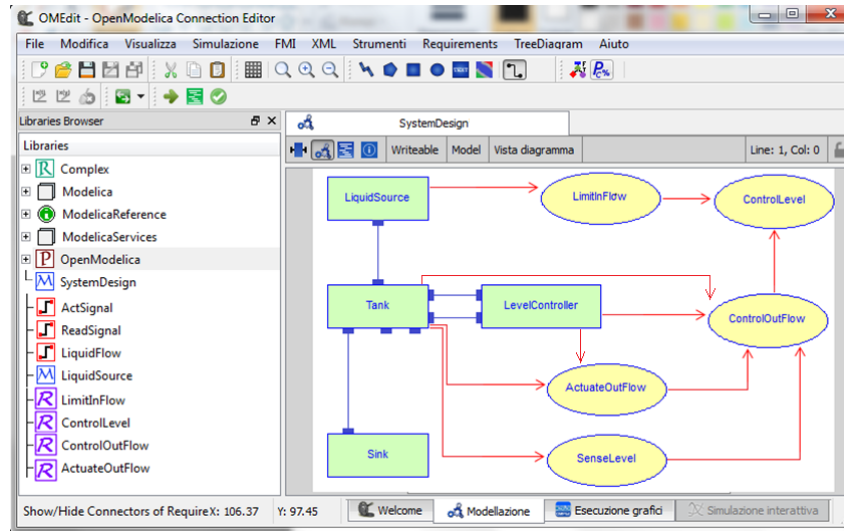 OMEdit - OpenModelica Connection Editor
File Modifica Visualizza Simulazione FMI XML Strumenti Requirements TreeDiagram Aiuto
TEXT
P c%
Libraries Browser
SystemDesign
Libraries
Writeable Model Vista diagramma Line: 1, Col: 0
R Complex
Modelica
i ModelicaReference
ModelicaServices
P OpenModelica
M SystemDesign
ActSignal
ReadSignal
LiquidFlow
M LiquidSource
R LimitInFlow
R ControlLevel
R ControlOutFlow
R ActuateOutFlow
LiquidSource
LimitInFlow
ControlLevel
Tank
LevelController
ControlOutFlow
ActuateOutFlow
Sink
SenseLevel
Show/Hide Connectors of RequireX: 106.37 Y: 97.45 Welcome Modellazione Esecuzione grafici Simulazione interattiva